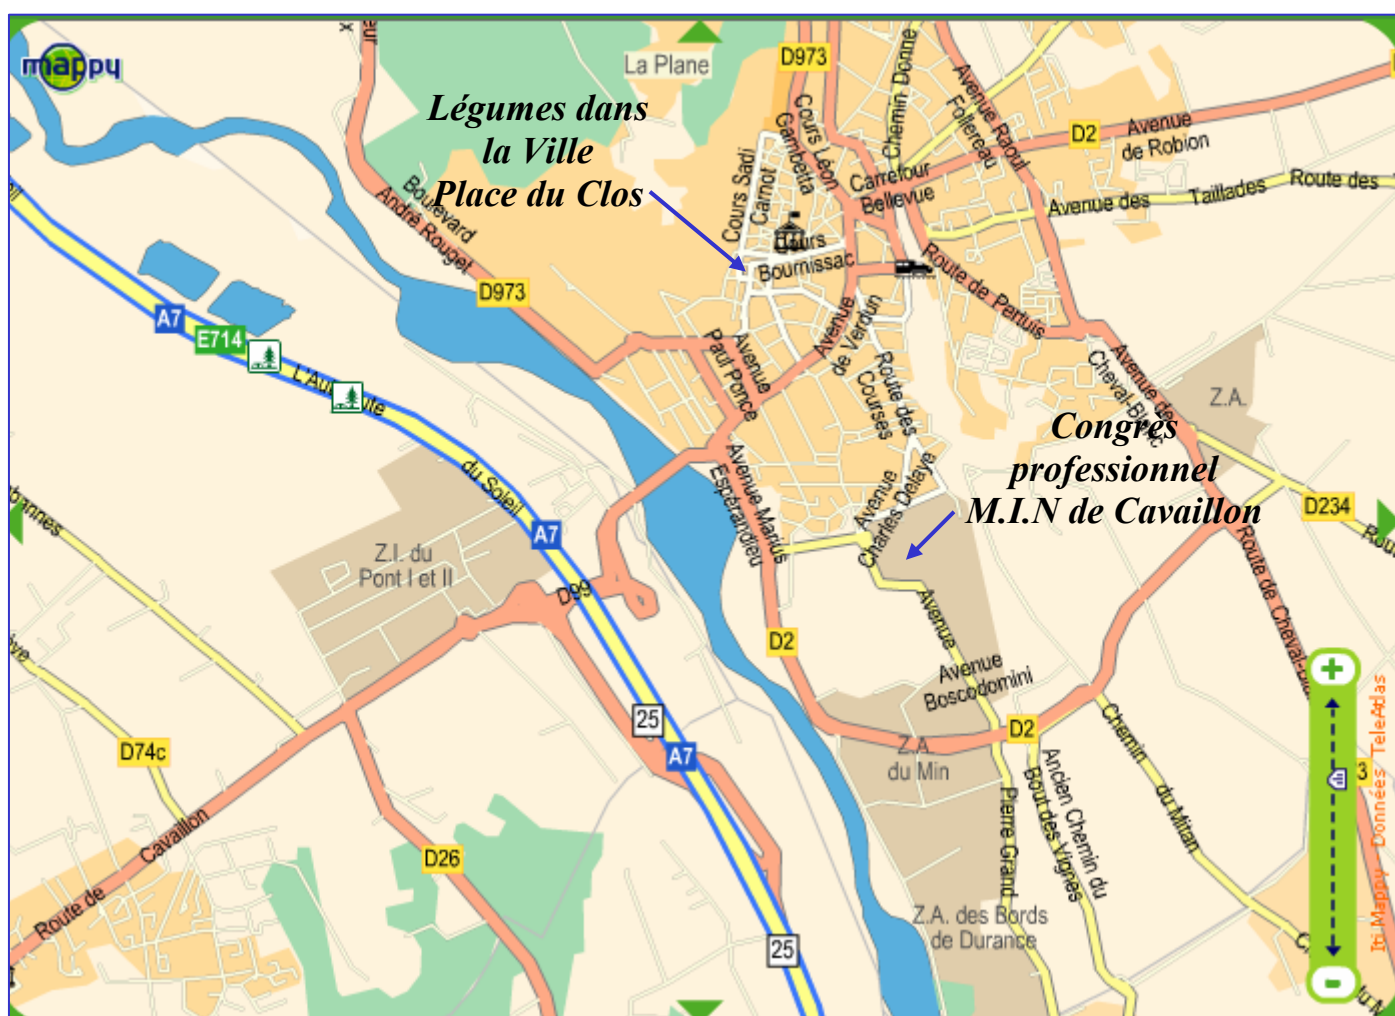 mappy
La Plane
D973
Légumes dans
la Ville
Place du Clos
Chemin Donne
Avenue Raoul
Follereau
D2
Avenue
de Robion
Cours Léon
Gambetta
Cours Sadi
Carnot
Carrefour
Bellevue
Avenue des
Taillades
Route des
Boulevard
André Rouget
Cours
Bournissac
D973
Route de Pertuis
A7
E714
L'Autoroute
du Soleil
Avenue
Paul Ponce
Avenue
de Verdun
Route des
Courses
Avenue de
Cheval-Blanc
Z.A.
Congrès
professionnel
M.I.N de Cavaillon
Avenue Marius
Espérandieu
Avenue
Charles Delaye
D234
A7
Z.I. du
Pont I et II
D99
Route de Cheval-Bla
Avenue
Avenue
Boscodomini
D2
25
D2
A7
Z.A.
du Min
Chemin
du Mitan
D74c
Pierre Grand
Ancien Chemin du
Bout des Vignes
Route de
Cavaillon
D26
Z.A. des Bords
de Durance
25
3
+
-
Iti Mappy - Données TeleAtlas